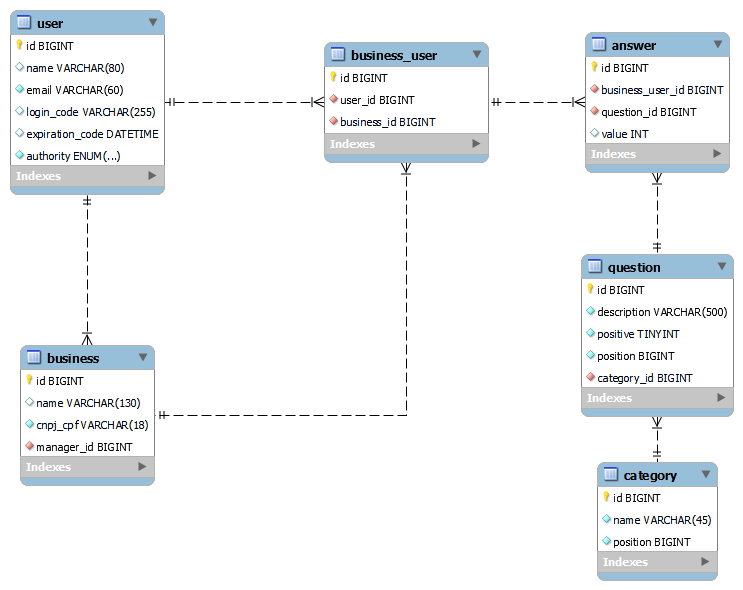 user
id BIGINT
name VARCHAR(80)
email VARCHAR(60)
login_code VARCHAR(255)
expiration_code DATETIME
authority ENUM(...)
Indexes
business_user
id BIGINT
user_id BIGINT
business_id BIGINT
Indexes
answer
id BIGINT
business_user_id BIGINT
question_id BIGINT
value INT
Indexes
question
id BIGINT
description VARCHAR(500)
positive TINYINT
position BIGINT
category_id BIGINT
Indexes
business
id BIGINT
name VARCHAR(130)
cnpj_cpf VARCHAR(18)
manager_id BIGINT
Indexes
category
id BIGINT
name VARCHAR(45)
position BIGINT
Indexes